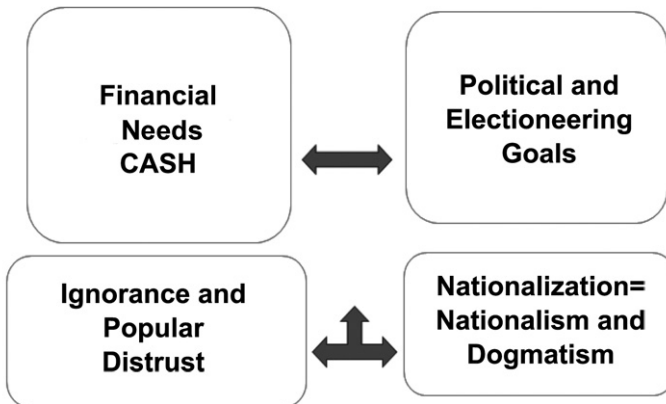 Financial
Needs
CASH
Political and
Electioneering
Goals
Ignorance and
Popular
Distrust
Nationalization=
Nationalism and
Dogmatism